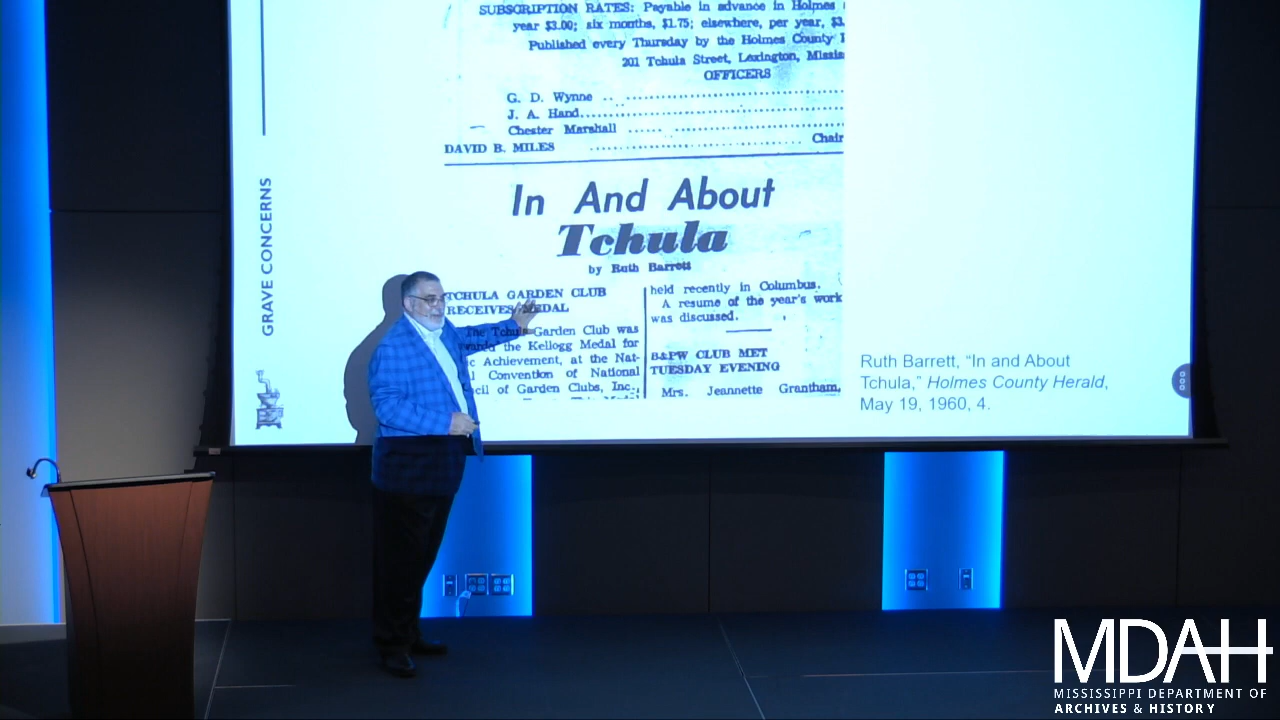 SUBSCRIPTION RATES: Payable in advance in Holmes
year $3.00; six months, $1.75; elsewhere, per year,
Published every Thursday by the Holmes County
201 Tchula Street, Lexington,
OFFICERS
G. D. Wynne
J. A. Hand
Chester Marshall
DAVID B. MILES Chair
In And About
Tchula
by Ruth Barrett
TCHULA GARDEN CLUB
RECEIVES MEDAL
The Tchula Garden Club was
the Kellogg Medal for
Achievement, at the Nat-
Convention of National
of Garden Clubs, Inc.,
held recently in Columbus.
A resume of the year's work
was discussed.
B&PW CLUB MET
TUESDAY EVENING
Mrs. Jeannette Grantham,
GRAVE CONCERNS
Ruth Barrett, “In and About
Tchula,” Holmes County Herald,
May 19, 1960, 4.
MDAH
MISSISSIPPI DEPARTMENT OF
ARCHIVES & HISTORY